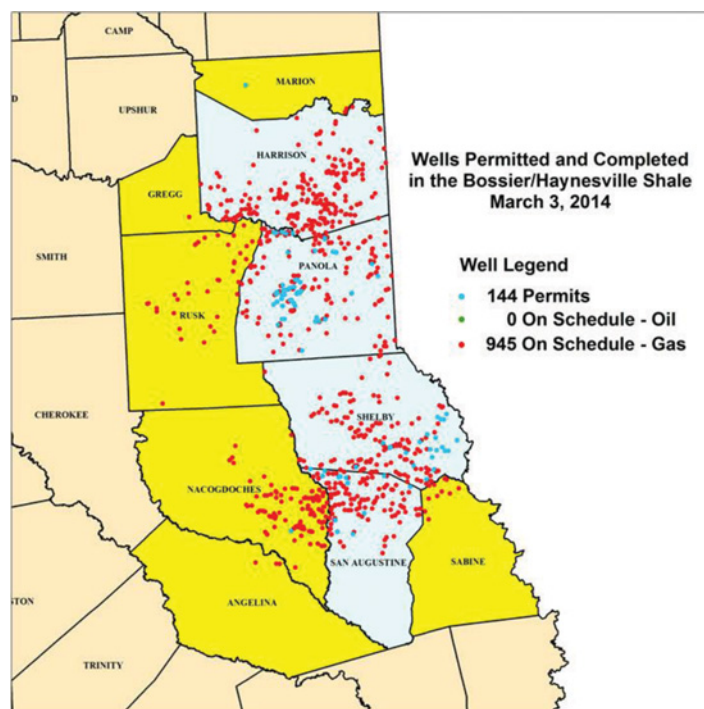 CAMP
D
MARION
UPSHUR
HARRISON
Wells Permitted and Completed
in the Bossier/Haynesville Shale
March 3, 2014
GREGG
SMITH
PANOLA
Well Legend
144 Permits
0 On Schedule - Oil
945 On Schedule - Gas
RUSK
CHEROKEE
SHELBY
NACOGDOCHES
SAN AUGUSTINE
SABINE
ANGELINA
STON
TRINITY